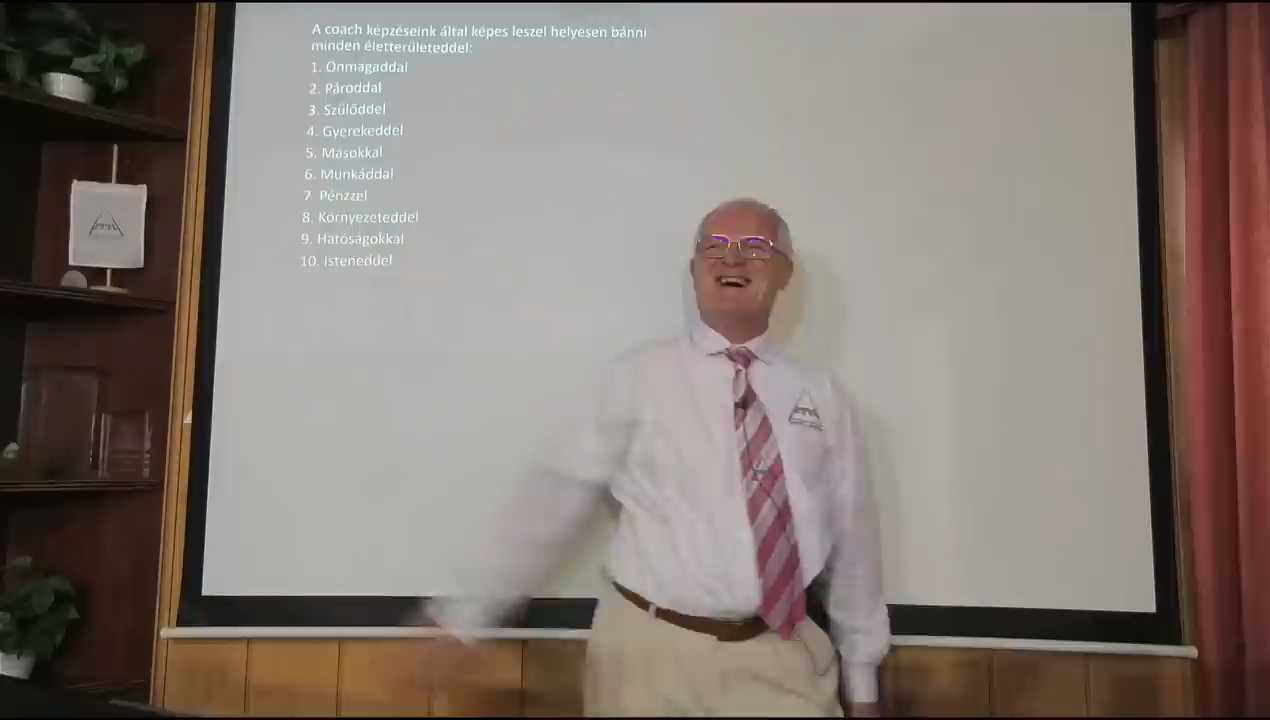 A coach képzéseink által képes leszel helyesen bánni
minden életterületeddel:
1. Önmagaddal
2. Pároddal
3. Szülőddel
4. Gyerekeddel
5. Másokkal
6. Munkáddal
7. Pénzzel
8. Környezeteddel
9. Hatóságokkal
10. Isteneddel